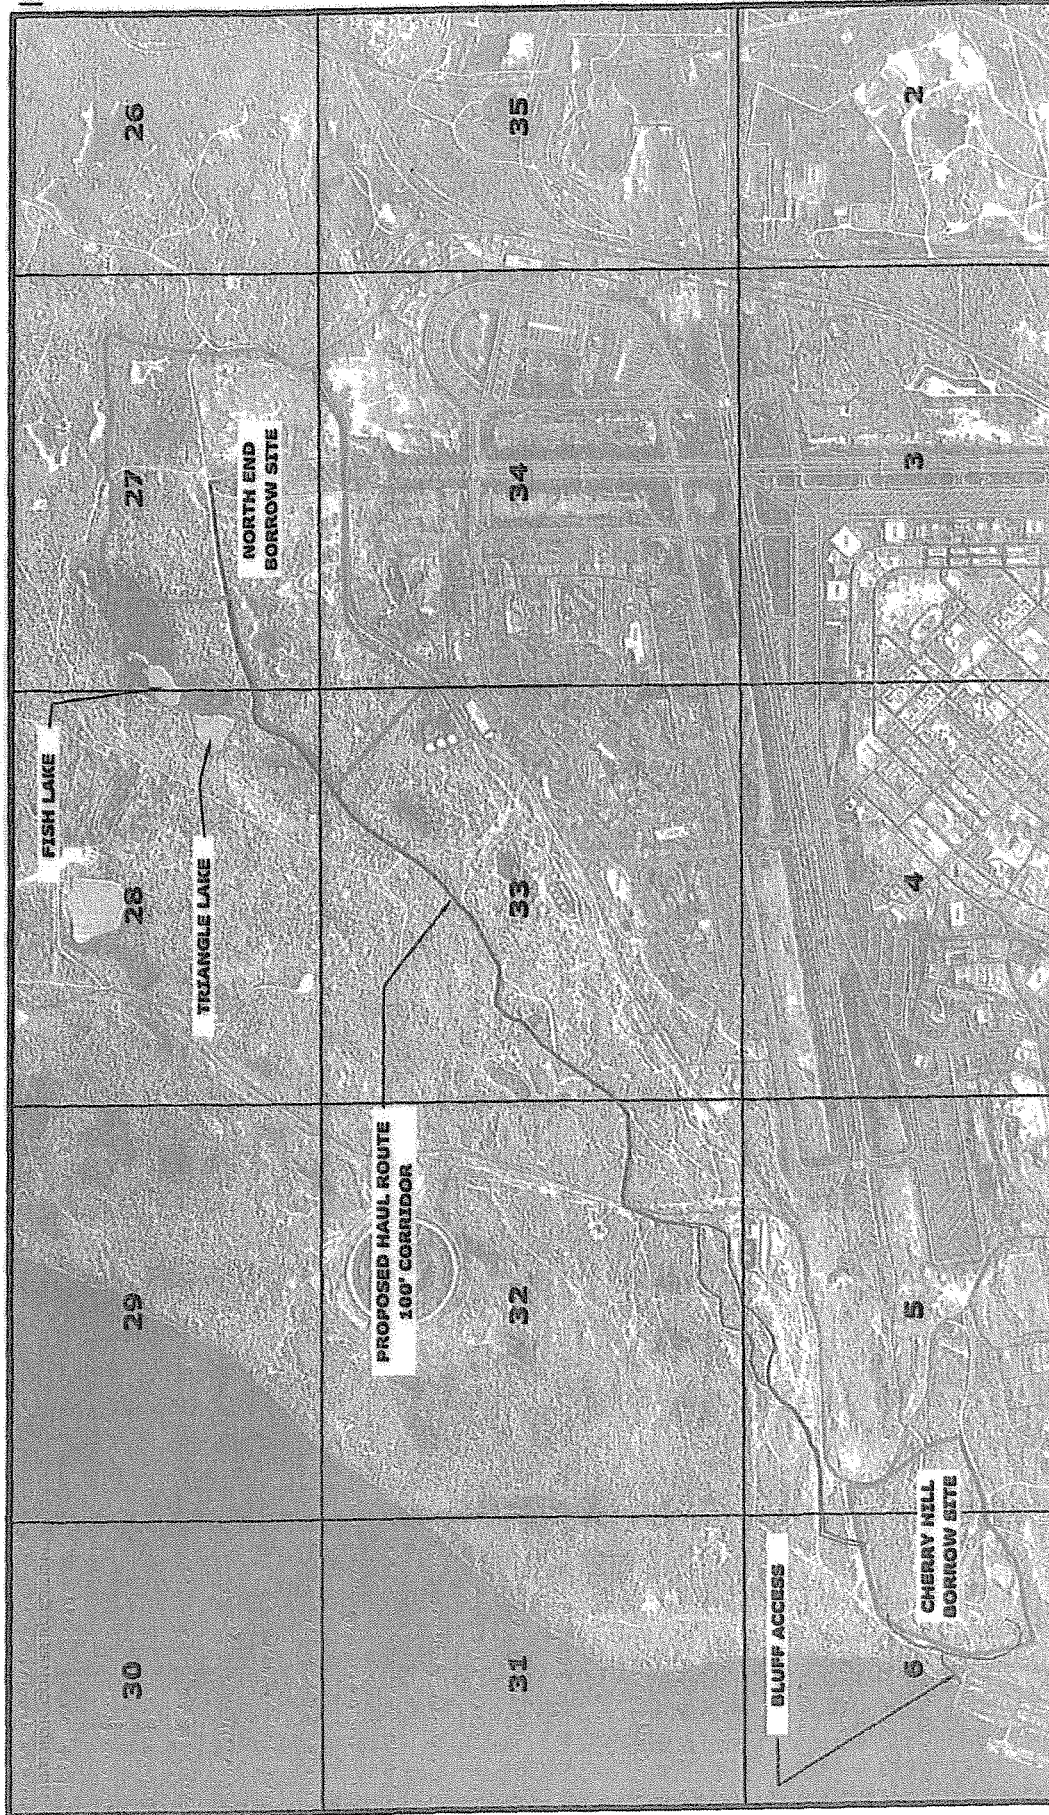 30
29
28
27
26
FISH LAKE
TRIANGLE LAKE
NORTH END
BORROW SITE
31
32
33
34
35
PROPOSED HAUL ROUTE
100' CORRIDOR
6
5
4
3
2
BLUFF ACCESS
CHERRY HILL
BORROW SITE